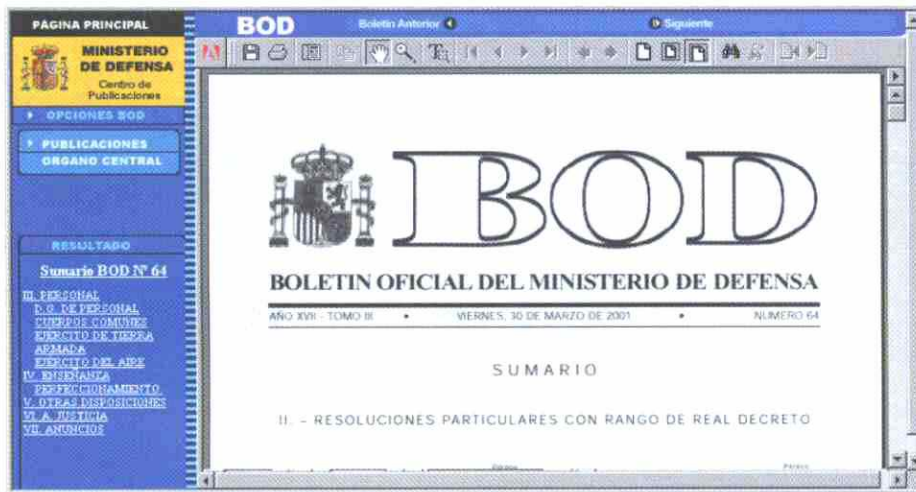 PÁGINA PRINCIPAL
MINISTERIO
DE DEFENSA
Centro de
Publicaciones
OPCIONES BOD
PUBLICACIONES
ORGANO CENTRAL
RESULTADO
Sumario BOD Nº 64
III. PERSONAL
D.G. DE PERSONAL
CUERPOS COMUNES
EJERCITO DE TIERRA
ARMADA
EJERCITO DEL AIRE
IV. ENSEÑANZA
PERFECCIONAMIENTO
V. OTRAS DISPOSICIONES
VI. A. JUSTICIA
VII. ANUNCIOS
BOD
Boletín Anterior
Siguiente
BOD
BOLETIN OFICIAL DEL MINISTERIO DE DEFENSA
AÑO XVII - TOMO III • VIERNES, 30 DE MARZO DE 2001 • NUMERO 64
SUMARIO
II. – RESOLUCIONES PARTICULARES CON RANGO DE REAL DECRETO